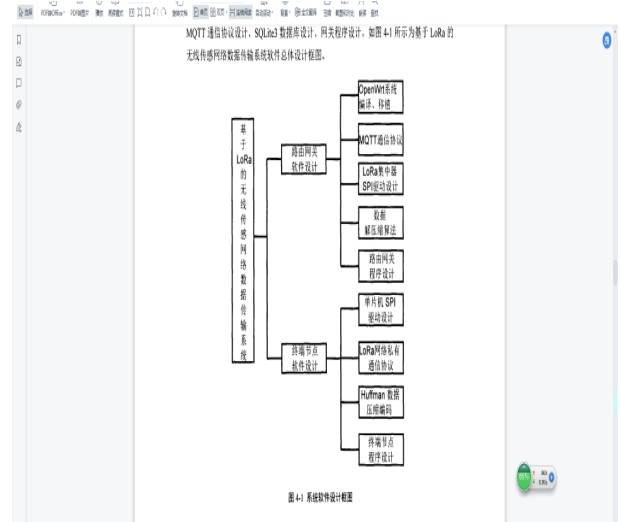 MQTT 通信协议设计、SQLite3 数据库设计、网关程序设计。如图 4-1 所示为基于 LoRa 的
无线传感网络数据传输系统软件总体设计框图。
基于LoRa的无线传感网络数据传输系统
路由网关
软件设计
OpenWrt系统
编译、移植
MQTT通信协议
LoRa集中器
SPI驱动设计
数据
解压缩算法
路由网关
程序设计
终端节点
软件设计
单片机 SPI
驱动设计
LoRa网络私有
通信协议
Huffman 数据
压缩编码
终端节点
程序设计
图 4-1 系统软件设计框图